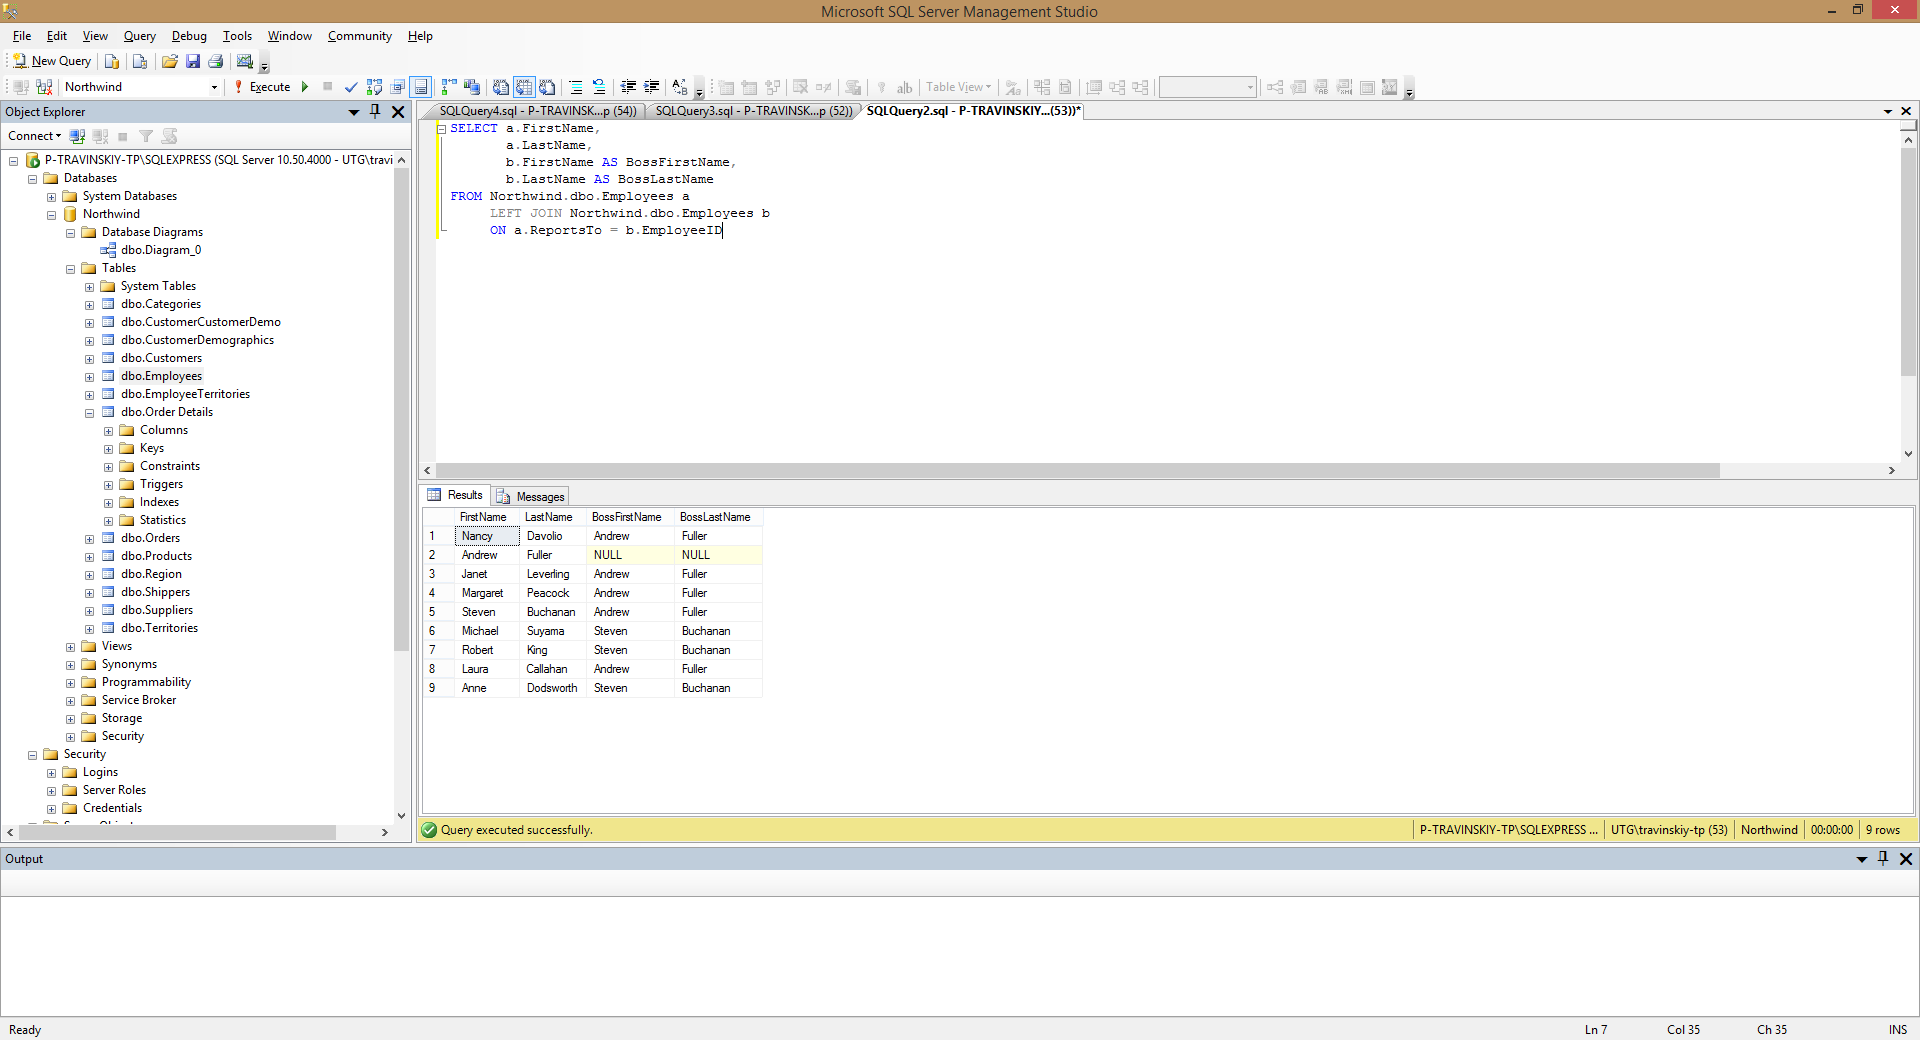 Microsoft SQL Server Management Studio
File Edit View Query Debug Tools Window Community Help
New Query
Northwind Execute Table View
Object Explorer
Connect
P-TRAVINSKIY-TP\SQLEXPRESS (SQL Server 10.50.4000 - UTG\travi
Databases
System Databases
Northwind
Database Diagrams
dbo.Diagram_0
Tables
System Tables
dbo.Categories
dbo.CustomerCustomerDemo
dbo.CustomerDemographics
dbo.Customers
dbo.Employees
dbo.EmployeeTerritories
dbo.Order Details
Columns
Keys
Constraints
Triggers
Indexes
Statistics
dbo.Orders
dbo.Products
dbo.Region
dbo.Shippers
dbo.Suppliers
dbo.Territories
Views
Synonyms
Programmability
Service Broker
Storage
Security
Security
Logins
Server Roles
Credentials
SQLQuery4.sql - P-TRAVINSK...p (54)) SQLQuery3.sql - P-TRAVINSK...p (52)) SQLQuery2.sql - P-TRAVINSKIY...(53))*
SELECT a.FirstName,
a.LastName,
b.FirstName AS BossFirstName,
b.LastName AS BossLastName
FROM Northwind.dbo.Employees a
LEFT JOIN Northwind.dbo.Employees b
ON a.ReportsTo = b.EmployeeID
Results Messages
FirstName LastName BossFirstName BossLastName
1 Nancy Davolio Andrew Fuller
2 Andrew Fuller NULL NULL
3 Janet Leverling Andrew Fuller
4 Margaret Peacock Andrew Fuller
5 Steven Buchanan Andrew Fuller
6 Michael Suyama Steven Buchanan
7 Robert King Steven Buchanan
8 Laura Callahan Andrew Fuller
9 Anne Dodsworth Steven Buchanan
Query executed successfully. P-TRAVINSKIY-TP\SQLEXPRESS ... UTG\travinskiy-tp (53) Northwind 00:00:00 9 rows
Output
Ready Ln 7 Col 35 Ch 35 INS